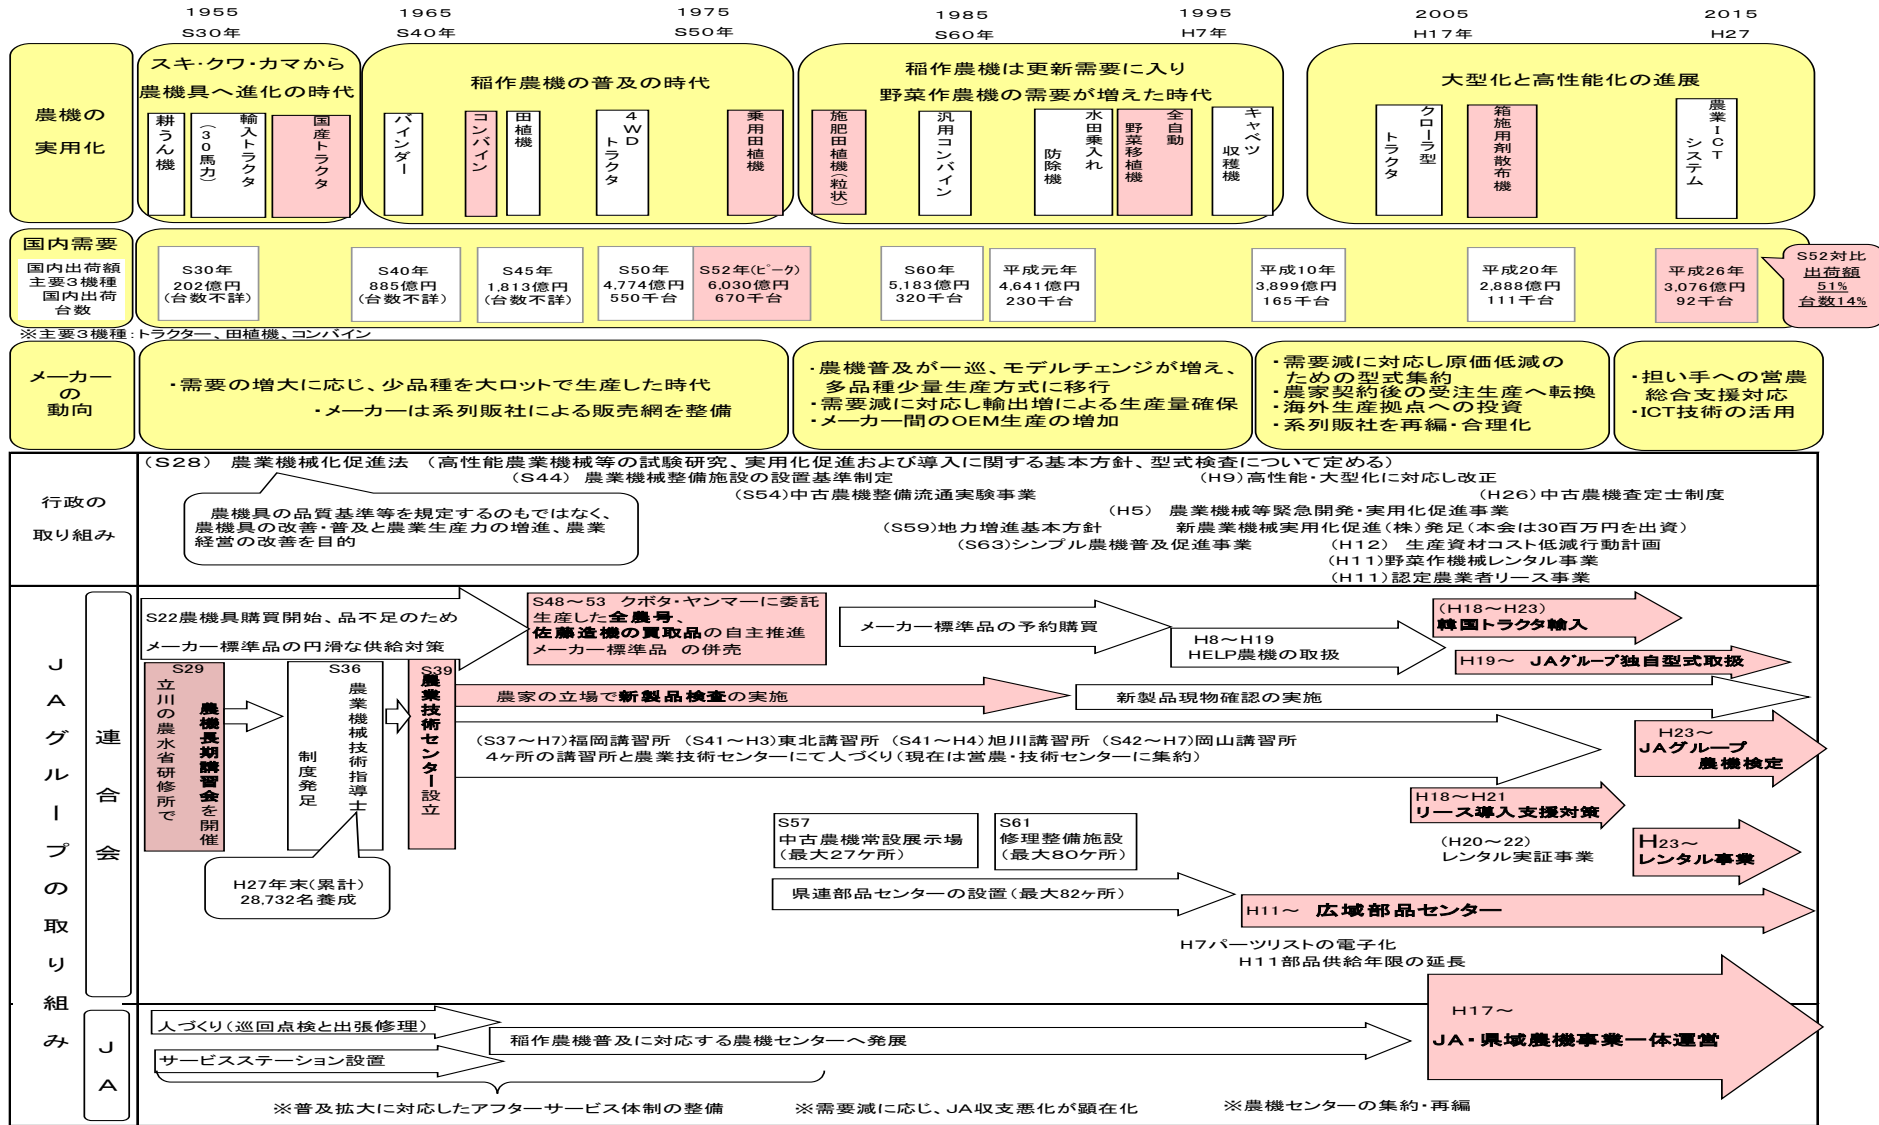 1955
1965
1975
1985
1995
2005
2015
S30年
S40年
S50年
S60年
H7年
H17年
H27
農機の
実用化
スキ・クワ・カマから
農機具へ進化の時代
耕うん機
輸入トラクタ
(30馬力)
国産トラクタ
稲作農機の普及の時代
バインダー
コンバイン
田植機
4WD
トラクタ
乗用田植機
稲作農機は更新需要に入り
野菜作農機の需要が増えた時代
施肥田植機(粒状)
汎用コンバイン
水田乗入れ
防除機
全自動
野菜移植機
キャベツ
収穫機
大型化と高性能化の進展
クローラ型
トラクタ
箱施用剤散布機
農業ICT
システム
国内需要
国内出荷額
主要3機種
国内出荷
台数
S30年
202億円
(台数不詳)
S40年
885億円
(台数不詳)
S45年
1,813億円
(台数不詳)
S50年
4,774億円
550千台
S52年(ピーク)
6,030億円
670千台
S60年
5,183億円
320千台
平成元年
4,641億円
230千台
平成10年
3,899億円
165千台
平成20年
2,888億円
111千台
平成26年
3,076億円
92千台
S52対比
出荷額
51%
台数14%
※主要3機種:トラクター、田植機、コンバイン
メーカー
の
動向
・需要の増大に応じ、少品種を大ロットで生産した時代
・メーカーは系列販社による販売網を整備
・農機普及が一巡、モデルチェンジが増え、
多品種少量生産方式に移行
・需要減に対応し輸出増による生産量確保
・メーカー間のOEM生産の増加
・需要減に対応し原価低減の
ための型式集約
・農家契約後の受注生産へ転換
・海外生産拠点への投資
・系列販社を再編・合理化
・担い手への営農
総合支援対応
・ICT技術の活用
行政の
取り組み
(S28) 農業機械化促進法 (高性能農業機械等の試験研究、実用化促進および導入に関する基本方針、型式検査について定める)
(S44) 農業機械整備施設の設置基準制定
(H9)高性能・大型化に対応し改正
(S54)中古農機整備流通実験事業
(H26)中古農機査定士制度
農機具の品質基準等を規定するのもではなく、
農機具の改善・普及と農業生産力の増進、農業
経営の改善を目的
(H5) 農業機械等緊急開発・実用化促進事業
(S59)地力増進基本方針
新農業機械実用化促進(株)発足(本会は30百万円を出資)
(S63)シンプル農機普及促進事業
(H12) 生産資材コスト低減行動計画
(H11)野菜作機械レンタル事業
(H11)認定農業者リース事業
JAグループの取り組み
連合会
S22農機具購買開始、品不足のため
メーカー標準品の円滑な供給対策
S48～53 クボタ・ヤンマーに委託
生産した全農号、
佐藤造機の買取品の自主推進
メーカー標準品 の併売
メーカー標準品の予約購買
H8～H19
HELP農機の取扱
(H18～H23)
韓国トラクタ輸入
H19～ JAグループ独自型式取扱
S29
立川の農水省研修所で
農機長期講習会を開催
S36
農業機械技術指導士
制度発足
S39
農業技術センター設立
農家の立場で新製品検査の実施
新製品現物確認の実施
(S37～H7)福岡講習所 (S41～H3)東北講習所 (S41～H4)旭川講習所 (S42～H7)岡山講習所
4ヶ所の講習所と農業技術センターにて人づくり(現在は営農・技術センターに集約)
H23～
JAグループ
農機検定
H18～H21
リース導入支援対策
S57
中古農機常設展示場
(最大27ケ所)
S61
修理整備施設
(最大80ケ所)
(H20～22)
レンタル実証事業
H23～
レンタル事業
H27年末(累計)
28,732名養成
県連部品センターの設置(最大82ヶ所)
H11～ 広域部品センター
H7パーツリストの電子化
H11部品供給年限の延長
JA
人づくり(巡回点検と出張修理)
サービスステーション設置
稲作農機普及に対応する農機センターへ発展
H17～
JA・県域農機事業一体運営
※普及拡大に対応したアフターサービス体制の整備
※需要減に応じ、JA収支悪化が顕在化
※農機センターの集約・再編